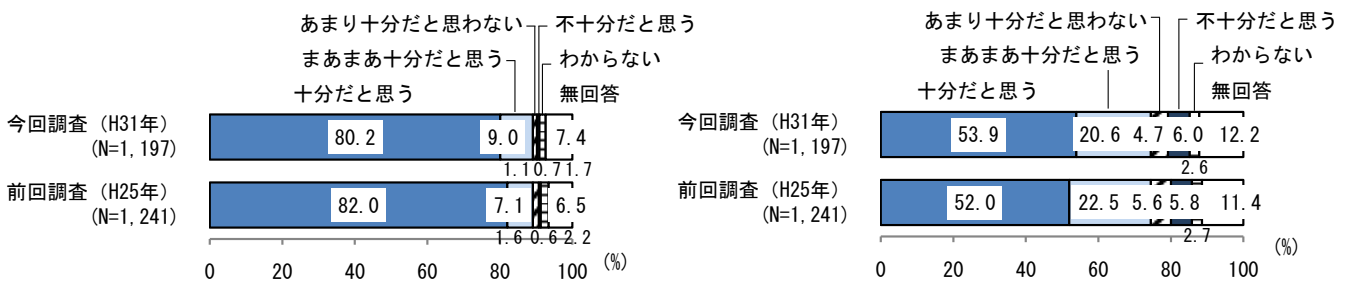 あまり十分だと思わない 不十分だと思う
まあまあ十分だと思う わからない
十分だと思う 無回答
今回調査（H31年） 80.2 9.0 7.4
(N=1,197)
1.1 0.7 1.7
前回調査（H25年） 82.0 7.1 6.5
(N=1,241)
1.6 0.6 2.2
0 20 40 60 80 100 (%)
あまり十分だと思わない 不十分だと思う
まあまあ十分だと思う わからない
十分だと思う 無回答
今回調査（H31年） 53.9 20.6 4.7 6.0 12.2
(N=1,197)
2.6
前回調査（H25年） 52.0 22.5 5.6 5.8 11.4
(N=1,241)
2.7
0 20 40 60 80 100 (%)